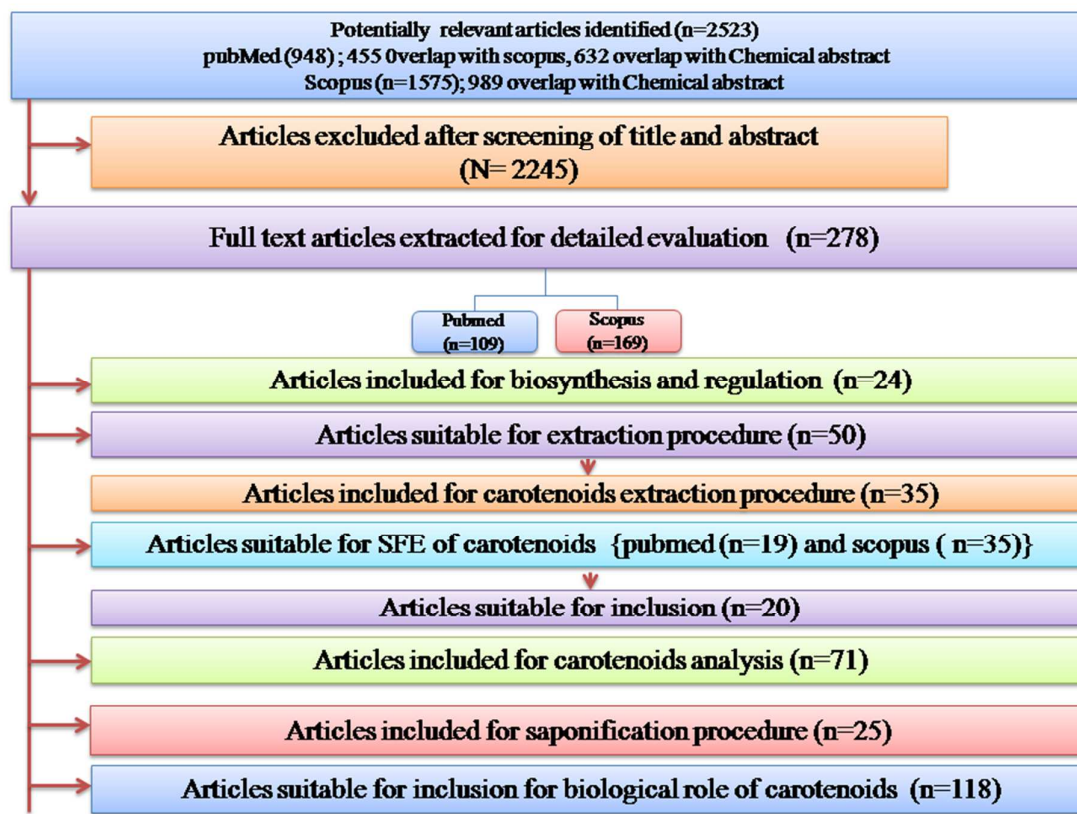 Potentially relevant articles identified (n=2523)
pubMed (948) ; 455 0verlap with scopus, 632 overlap with Chemical abstract
Scopus (n=1575); 989 overlap with Chemical abstract
Articles excluded after screening of title and abstract
(N= 2245)
Full text articles extracted for detailed evaluation (n=278)
Pubmed
(n=109)
Scopus
(n=169)
Articles included for biosynthesis and regulation (n=24)
Articles suitable for extraction procedure (n=50)
Articles included for carotenoids extraction procedure (n=35)
Articles suitable for SFE of carotenoids {pubmed (n=19) and scopus ( n=35)}
Articles suitable for inclusion (n=20)
Articles included for carotenoids analysis (n=71)
Articles included for saponification procedure (n=25)
Articles suitable for inclusion for biological role of carotenoids (n=118)